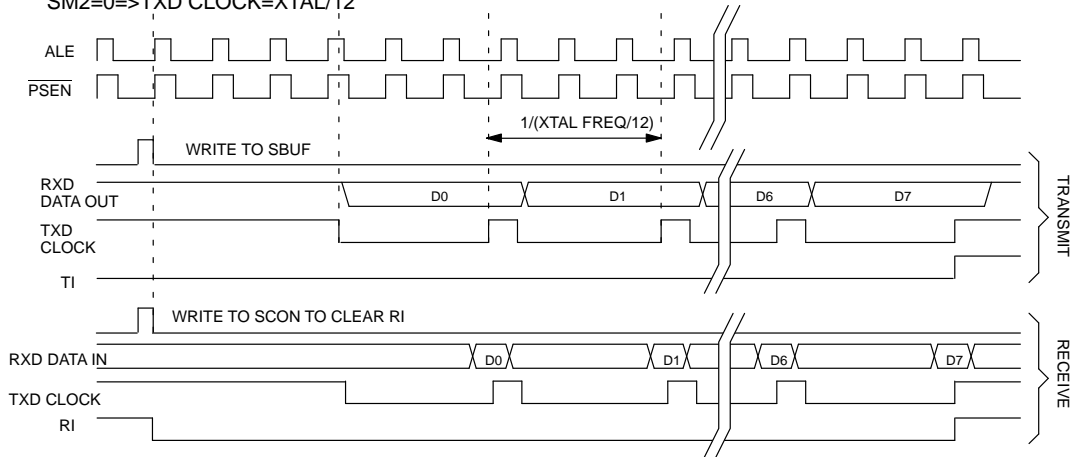 SM2=0=>TXD CLOCK=XTAL/12
ALE
PSEN
1/(XTAL FREQ/12)
WRITE TO SBUF
RXD
DATA OUT
D0
D1
D6
D7
TXD
CLOCK
TI
TRANSMIT
WRITE TO SCON TO CLEAR RI
RXD DATA IN
D0
D1
D6
D7
TXD CLOCK
RI
RECEIVE